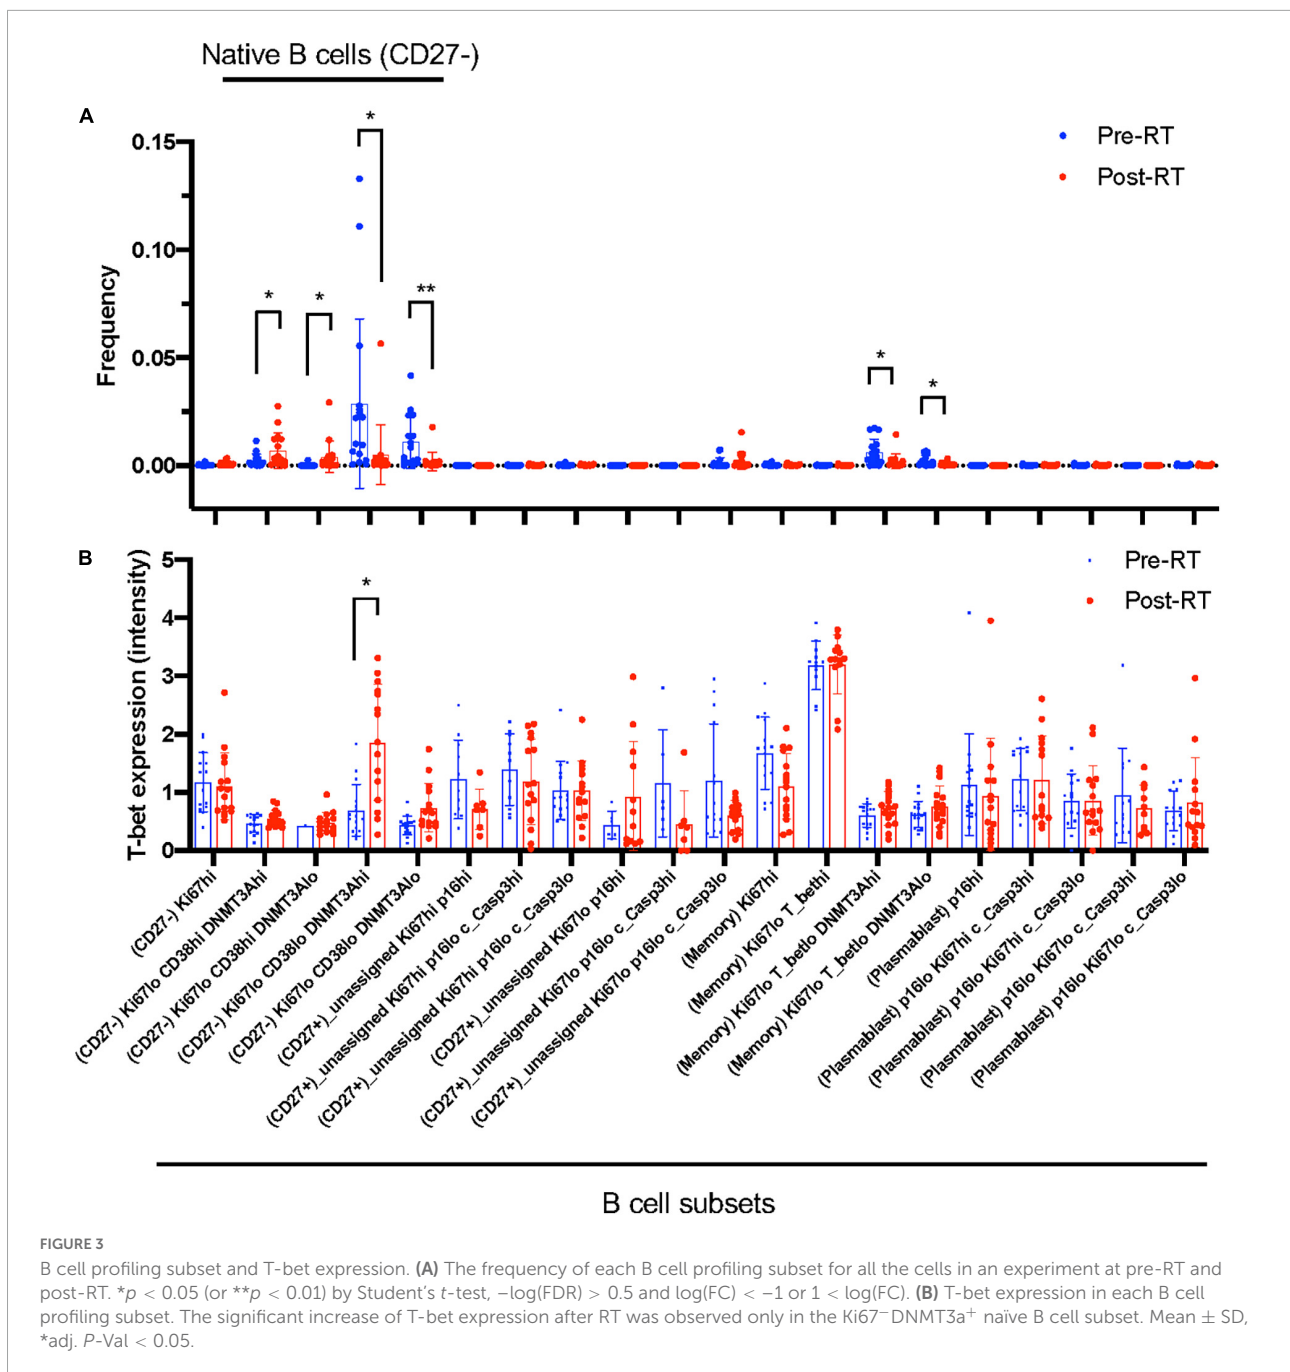 Native B cells (CD27-)
A
*
0.15
Pre-RT
Post-RT
0.10
**
*
*
0.05
*
*
0.00
Frequency
B
5
Pre-RT
*
Post-RT
4
3
2
1
0
T-bet expression (intensity)
(CD27-) Ki67hi
(CD27-) Ki67lo CD38hi DNMT3Ahi
(CD27-) Ki67lo CD38hi DNMT3Alo
(CD27-) Ki67lo CD38lo DNMT3Ahi
(CD27-) Ki67lo CD38lo DNMT3Alo
(CD27+)_unassigned Ki67hi p16hi
(CD27+)_unassigned Ki67hi p16lo c_Casp3hi
(CD27+)_unassigned Ki67hi p16lo c_Casp3lo
(CD27+)_unassigned Ki67lo p16hi
(CD27+)_unassigned Ki67lo p16lo c_Casp3hi
(CD27+)_unassigned Ki67lo p16lo c_Casp3lo
(Memory) Ki67hi
(Memory) Ki67lo T_bethi
(Memory) Ki67lo T_betlo DNMT3Ahi
(Memory) Ki67lo T_betlo DNMT3Alo
(Plasmablast) p16hi
(Plasmablast) p16lo Ki67hi c_Casp3hi
(Plasmablast) p16lo Ki67hi c_Casp3lo
(Plasmablast) p16lo Ki67lo c_Casp3hi
(Plasmablast) p16lo Ki67lo c_Casp3lo
B cell subsets
FIGURE 3
B cell profiling subset and T-bet expression. (A) The frequency of each B cell profiling subset for all the cells in an experiment at pre-RT and
post-RT. *p < 0.05 (or **p < 0.01) by Student's t-test, −log(FDR) > 0.5 and log(FC) < −1 or 1 < log(FC). (B) T-bet expression in each B cell
profiling subset. The significant increase of T-bet expression after RT was observed only in the Ki67⁻DNMT3a⁺ naïve B cell subset. Mean ± SD,
*adj. P-Val < 0.05.